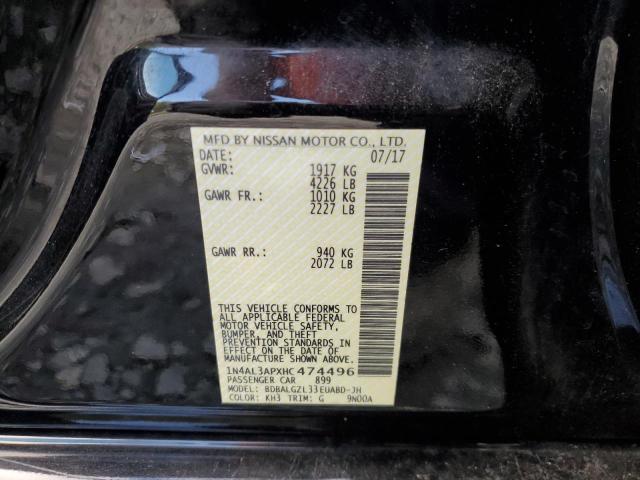 MFD BY NISSAN MOTOR CO., LTD.
DATE: 07/17
GVWR: 1917 KG
4226 LB
GAWR FR.: 1010 KG
2227 LB
GAWR RR.: 940 KG
2072 LB
THIS VEHICLE CONFORMS TO
ALL APPLICABLE FEDERAL
MOTOR VEHICLE SAFETY,
BUMPER, AND THEFT
PREVENTION STANDARDS IN
EFFECT ON THE DATE OF
MANUFACTURE SHOWN ABOVE.
1N4AL3APXHC474496
PASSENGER CAR 899
MODEL: BDBALGZL33EUABD-JH
COLOR: KH3 TRIM: G 9N00A